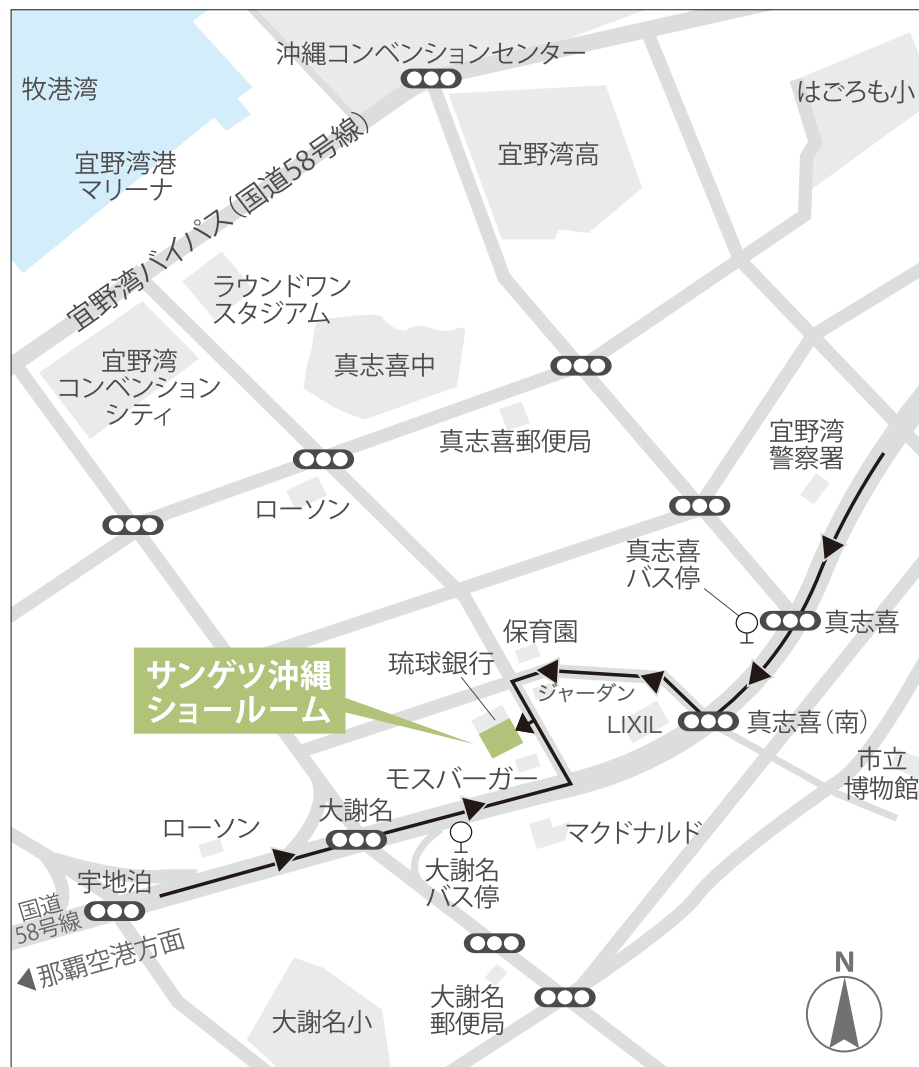 沖縄コンベンションセンター
牧港湾
はごろも小
宜野湾高
宜野湾港
マリーナ
宜野湾バイパス(国道58号線)
ラウンドワン
スタジアム
宜野湾
コンベンション
シティ
真志喜中
真志喜郵便局
宜野湾
警察署
ローソン
真志喜
バス停
真志喜
保育園
琉球銀行
サンゲツ沖縄
ショールーム
ジャーダン
LIXIL
真志喜(南)
市立
博物館
モスバーガー
大謝名
ローソン
マクドナルド
大謝名
バス停
宇地泊
国道
58号線
那覇空港方面
大謝名小
大謝名
郵便局
N